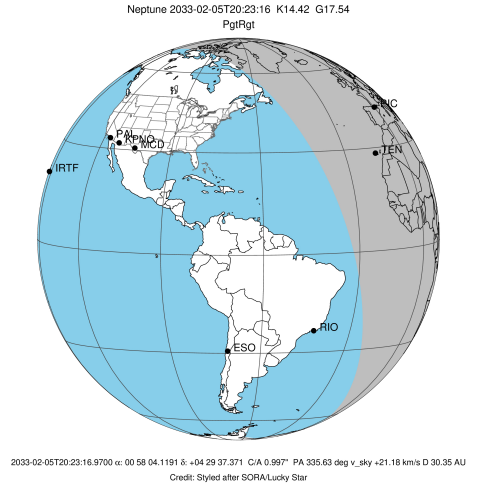 Neptune 2033-02-05T20:23:16 K14.42 G17.54
PgtRgt
PIC
PAL
KPNO
MCD
TEN
IRTF
RIO
ESO
2033-02-05T20:23:16.9700 α: 00 58 04.1191 δ: +04 29 37.371 C/A 0.997" PA 335.63 deg v_sky +21.18 km/s D 30.35 AU
Credit: Styled after SORA/Lucky Star